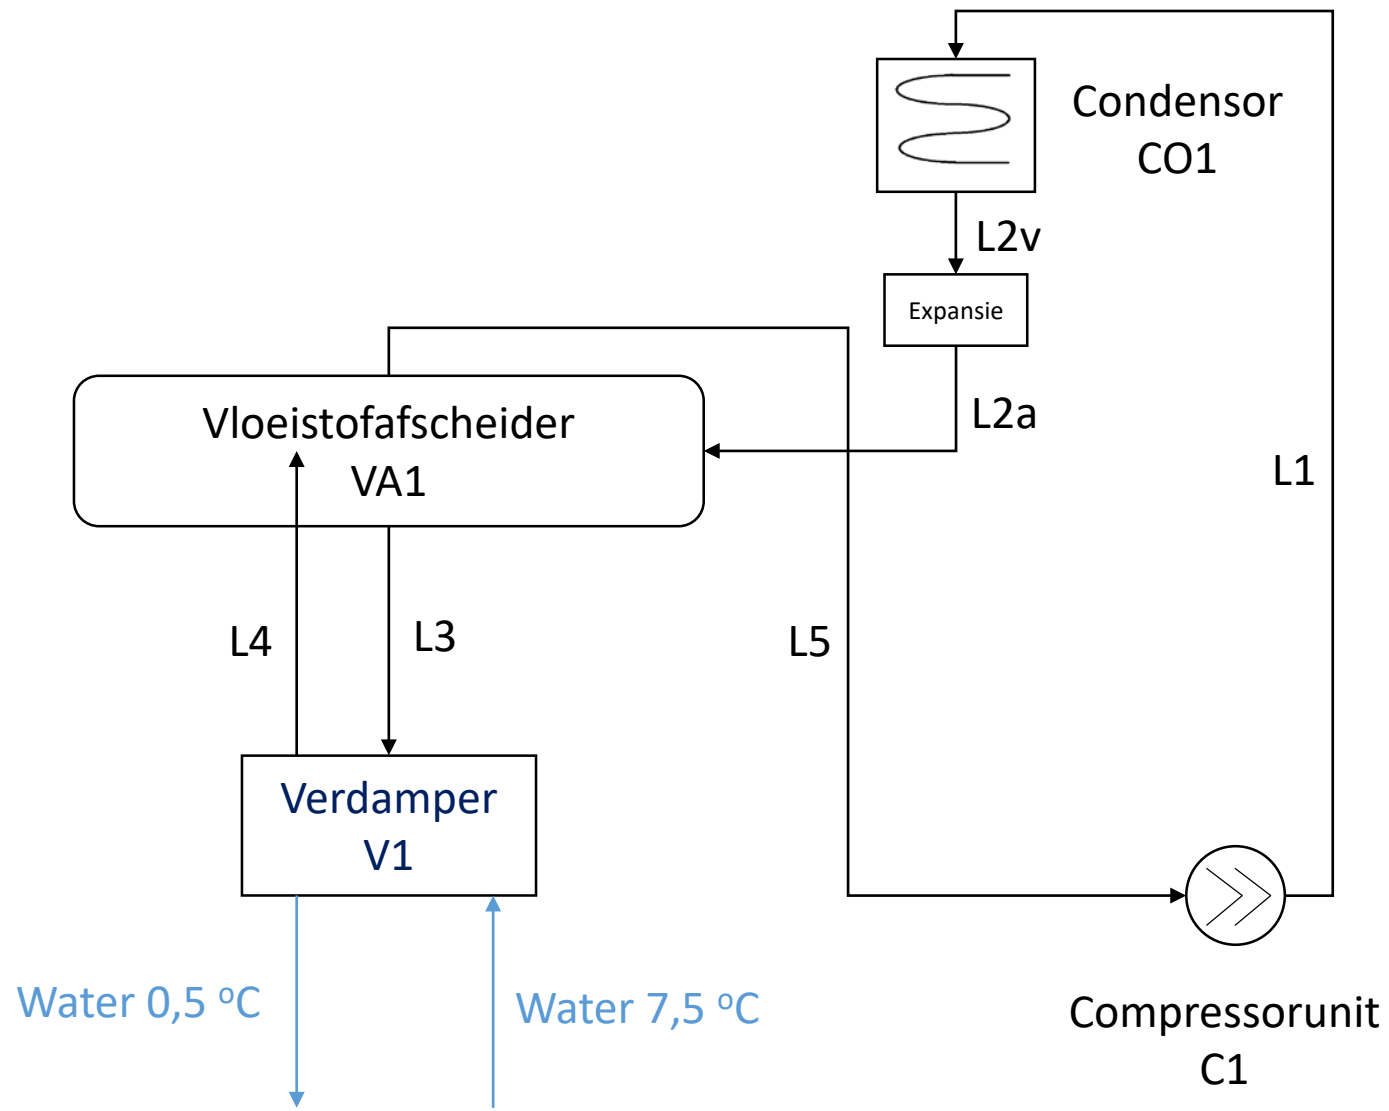 Condensor
CO1
L2v
Expansie
L2a
Vloeistofafscheider
VA1
L1
L4
L3
L5
Verdamper
V1
Water 0,5 °C
Water 7,5 °C
Compressorunit
C1